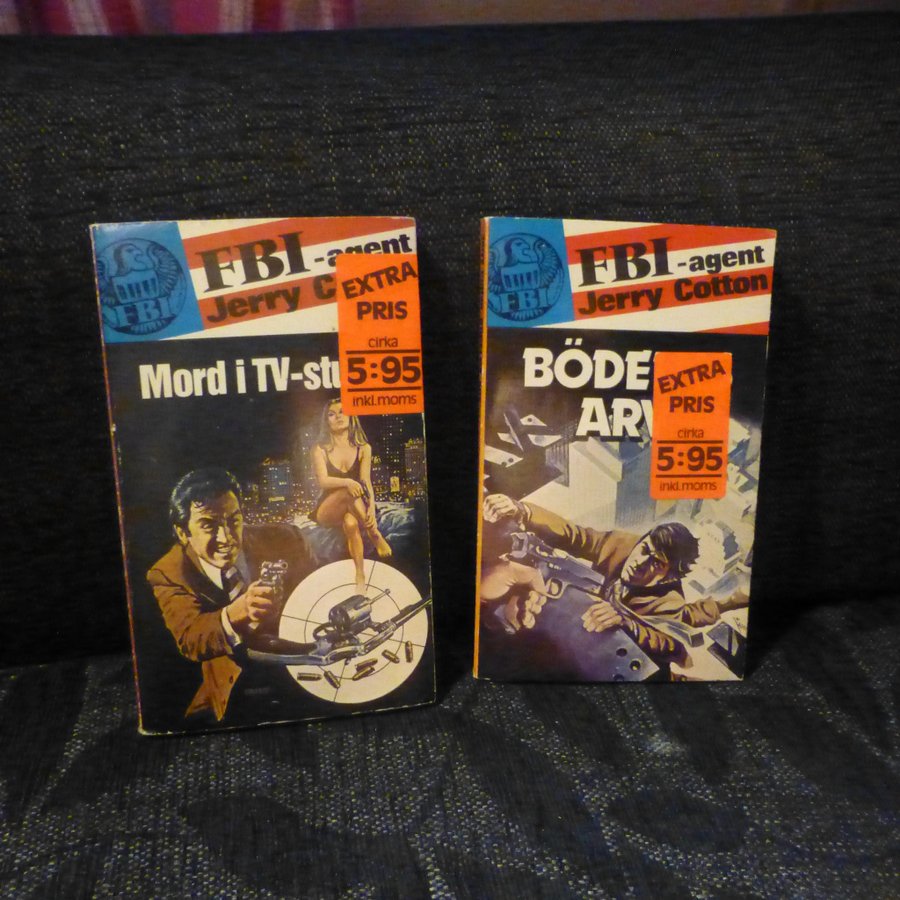 FBI
FBI-agent
Jerry C
EXTRA
PRIS
cirka
5:95
inkl.moms
Mord i TV-stu
FBI
FBI-agent
Jerry Cotton
BÖDE
ARV
EXTRA
PRIS
cirka
5:95
inkl.moms